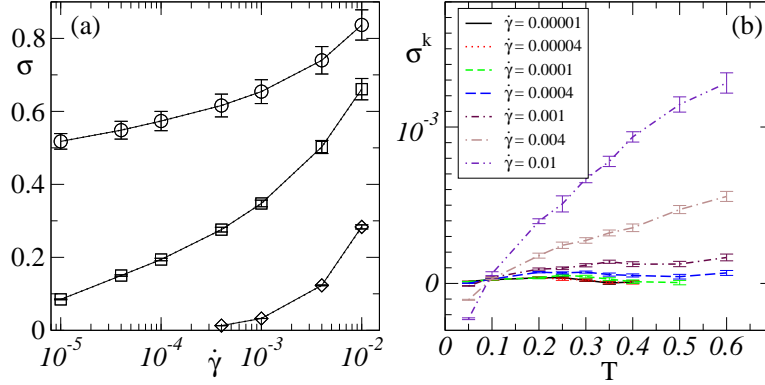 (a)
σ
0.8
0.6
0.4
0.2
0
10⁻⁵ 10⁻⁴ 10⁻³ 10⁻²
γ̇
(b)
σᵏ
γ̇ = 0.00001
γ̇ = 0.00004
γ̇ = 0.0001
γ̇ = 0.0004
γ̇ = 0.001
γ̇ = 0.004
γ̇ = 0.01
10⁻³
0
0 0.1 0.2 0.3 0.4 0.5 0.6
T